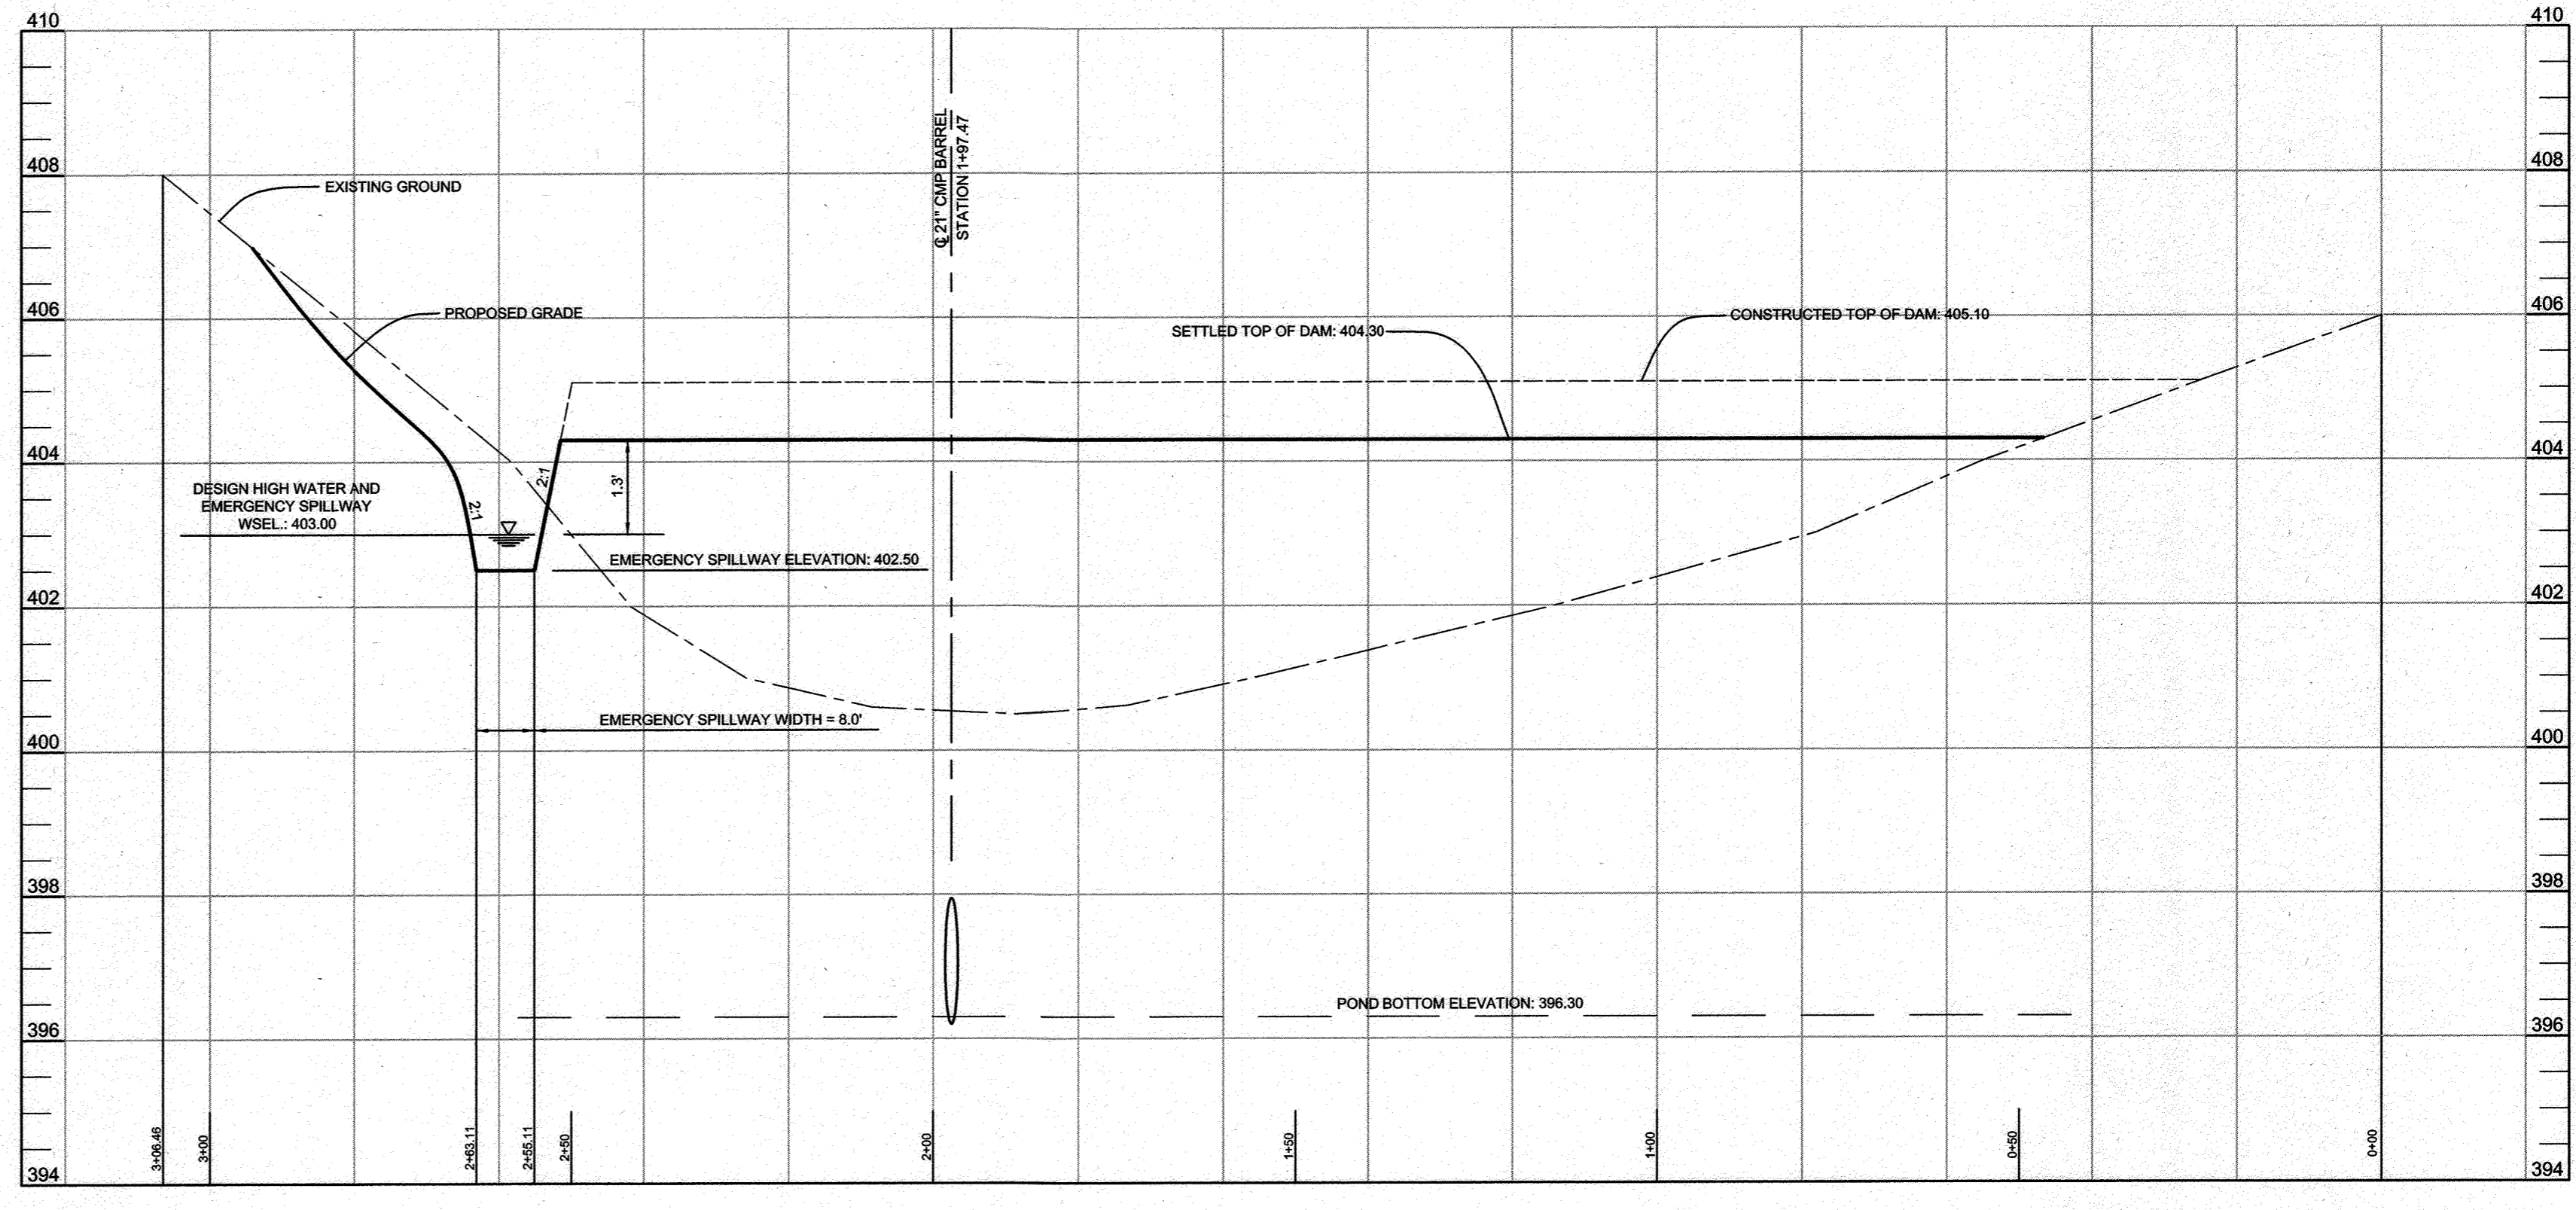 410
410
℄ 21" CMP BARREL
STATION 1+97.47
408
408
EXISTING GROUND
406
406
PROPOSED GRADE
SETTLED TOP OF DAM: 404.30
CONSTRUCTED TOP OF DAM: 405.10
404
404
2:1
2:1
1.3'
DESIGN HIGH WATER AND
EMERGENCY SPILLWAY
WSEL.: 403.00
EMERGENCY SPILLWAY ELEVATION: 402.50
402
402
EMERGENCY SPILLWAY WIDTH = 8.0'
400
400
398
398
POND BOTTOM ELEVATION: 396.30
396
396
3+06.46
3+00
2+63.11
2+55.11
2+50
2+00
1+50
1+00
0+50
0+00
394
394